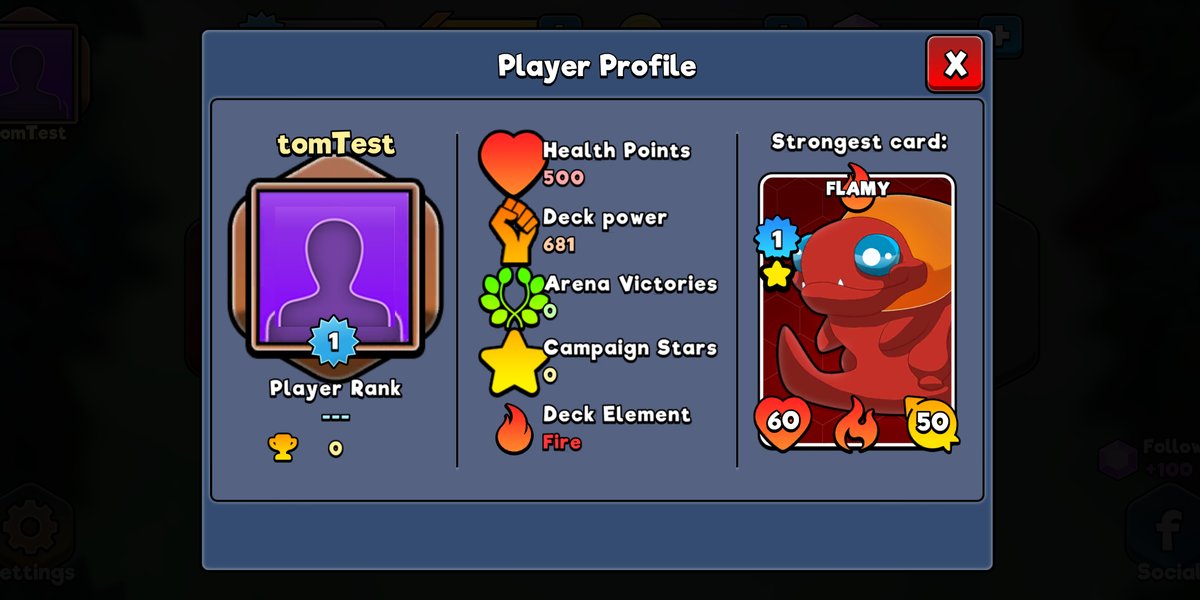 Player Profile
X
tomTest
1
Player Rank
---
0
Health Points
500
Deck power
681
Arena Victories
0
Campaign Stars
0
Deck Element
Fire
Strongest card:
FLAMY
1
60
50
omTest
ettings
Follow
+100
f
Social